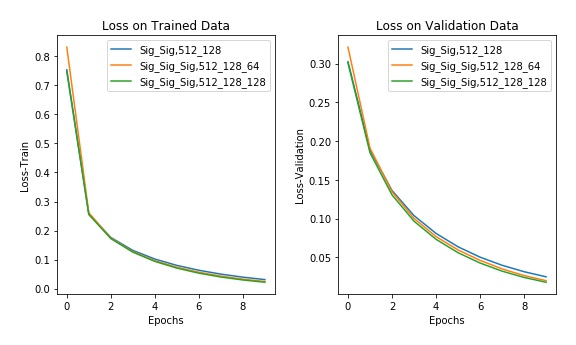 Loss on Trained Data
Loss-Train
0.8
0.7
0.6
0.5
0.4
0.3
0.2
0.1
0.0
Sig_Sig,512_128
Sig_Sig_Sig,512_128_64
Sig_Sig_Sig,512_128_128
0 2 4 6 8
Epochs
Loss on Validation Data
Loss-Validation
0.30
0.25
0.20
0.15
0.10
0.05
Sig_Sig,512_128
Sig_Sig_Sig,512_128_64
Sig_Sig_Sig,512_128_128
0 2 4 6 8
Epochs